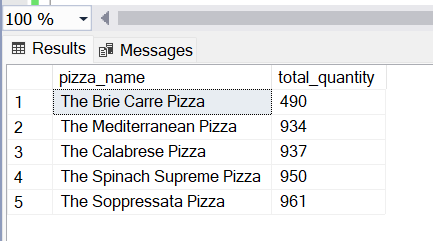 100 %
Results Messages
pizza_name total_quantity
1 The Brie Carre Pizza 490
2 The Mediterranean Pizza 934
3 The Calabrese Pizza 937
4 The Spinach Supreme Pizza 950
5 The Soppressata Pizza 961